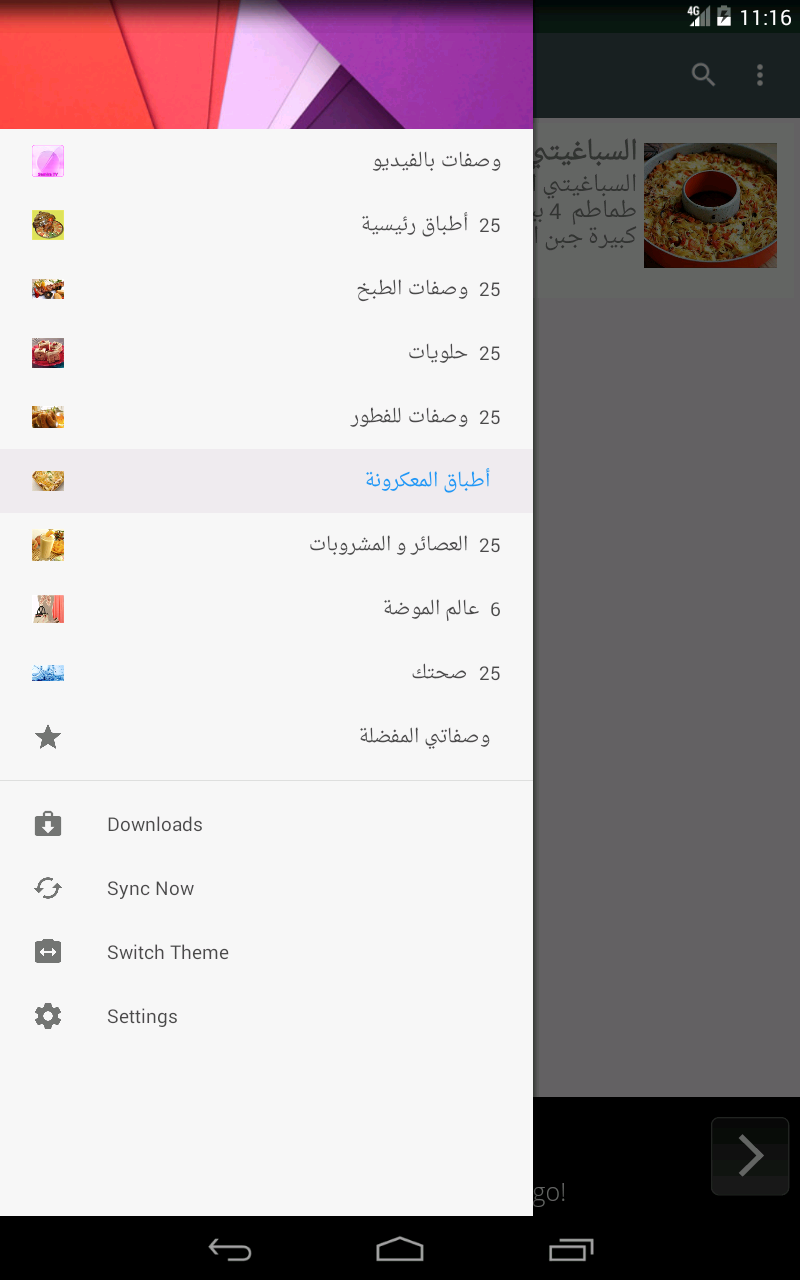 4G 11:16
وصفات بالفيديو
أطباق رئيسية 25
وصفات الطبخ 25
حلويات 25
وصفات للفطور 25
أطباق المعكرونة
العصائر و المشروبات 25
عالم الموضة 6
صحتك 25
وصفاتي المفضلة
Downloads
Sync Now
Switch Theme
Settings
السباغيتي
السباغيتي
طماطم 4
كبيرة جبن
go!